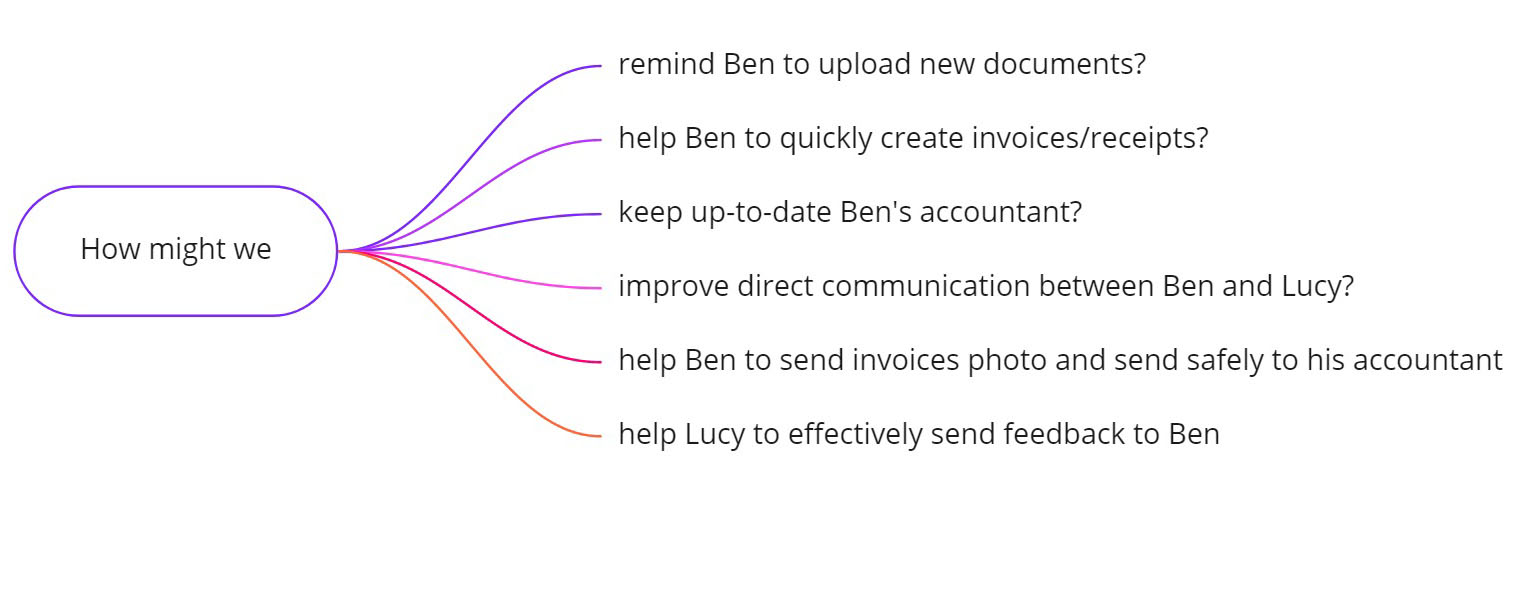 How might we
remind Ben to upload new documents?
help Ben to quickly create invoices/receipts?
keep up-to-date Ben's accountant?
improve direct communication between Ben and Lucy?
help Ben to send invoices photo and send safely to his accountant
help Lucy to effectively send feedback to Ben